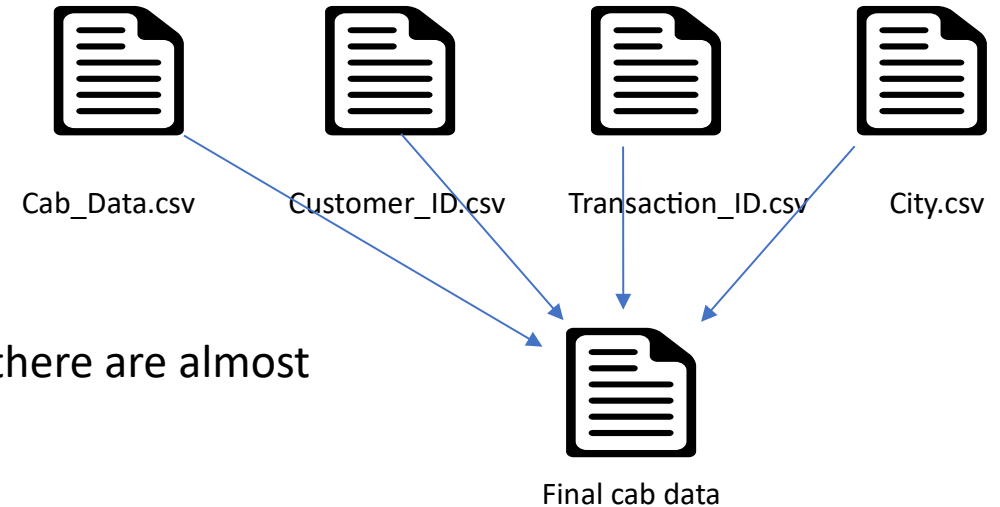 Cab_Data.csv Customer_ID.csv Transaction_ID.csv City.csv
there are almost
Final cab data